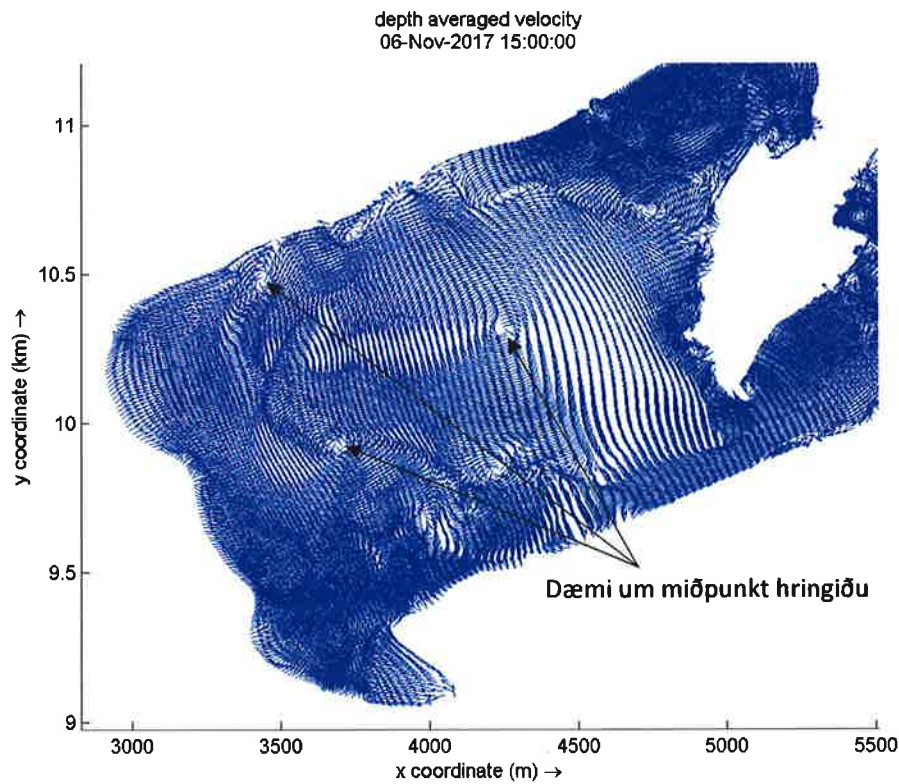 depth averaged velocity
06-Nov-2017 15:00:00
11
10.5
10
9.5
9
y coordinate (km) →
Dæmi um miðpunkt hringiðu
3000 3500 4000 4500 5000 5500
x coordinate (m) →